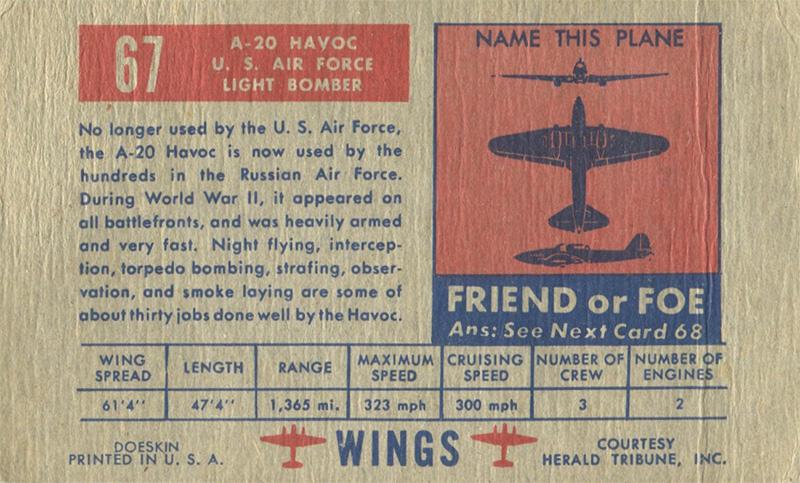 67
A-20 HAVOC
U. S. AIR FORCE
LIGHT BOMBER
No longer used by the U. S. Air Force,
the A-20 Havoc is now used by the
hundreds in the Russian Air Force.
During World War II, it appeared on
all battlefronts, and was heavily armed
and very fast. Night flying, intercep-
tion, torpedo bombing, strafing, obser-
vation, and smoke laying are some of
about thirty jobs done well by the Havoc.
NAME THIS PLANE
FRIEND or FOE
Ans: See Next Card 68
WING SPREAD LENGTH RANGE MAXIMUM SPEED CRUISING SPEED NUMBER OF CREW NUMBER OF ENGINES
61'4'' 47'4'' 1,365 mi. 323 mph 300 mph 3 2
DOESKIN
PRINTED IN U. S. A.
WINGS
COURTESY
HERALD TRIBUNE, INC.